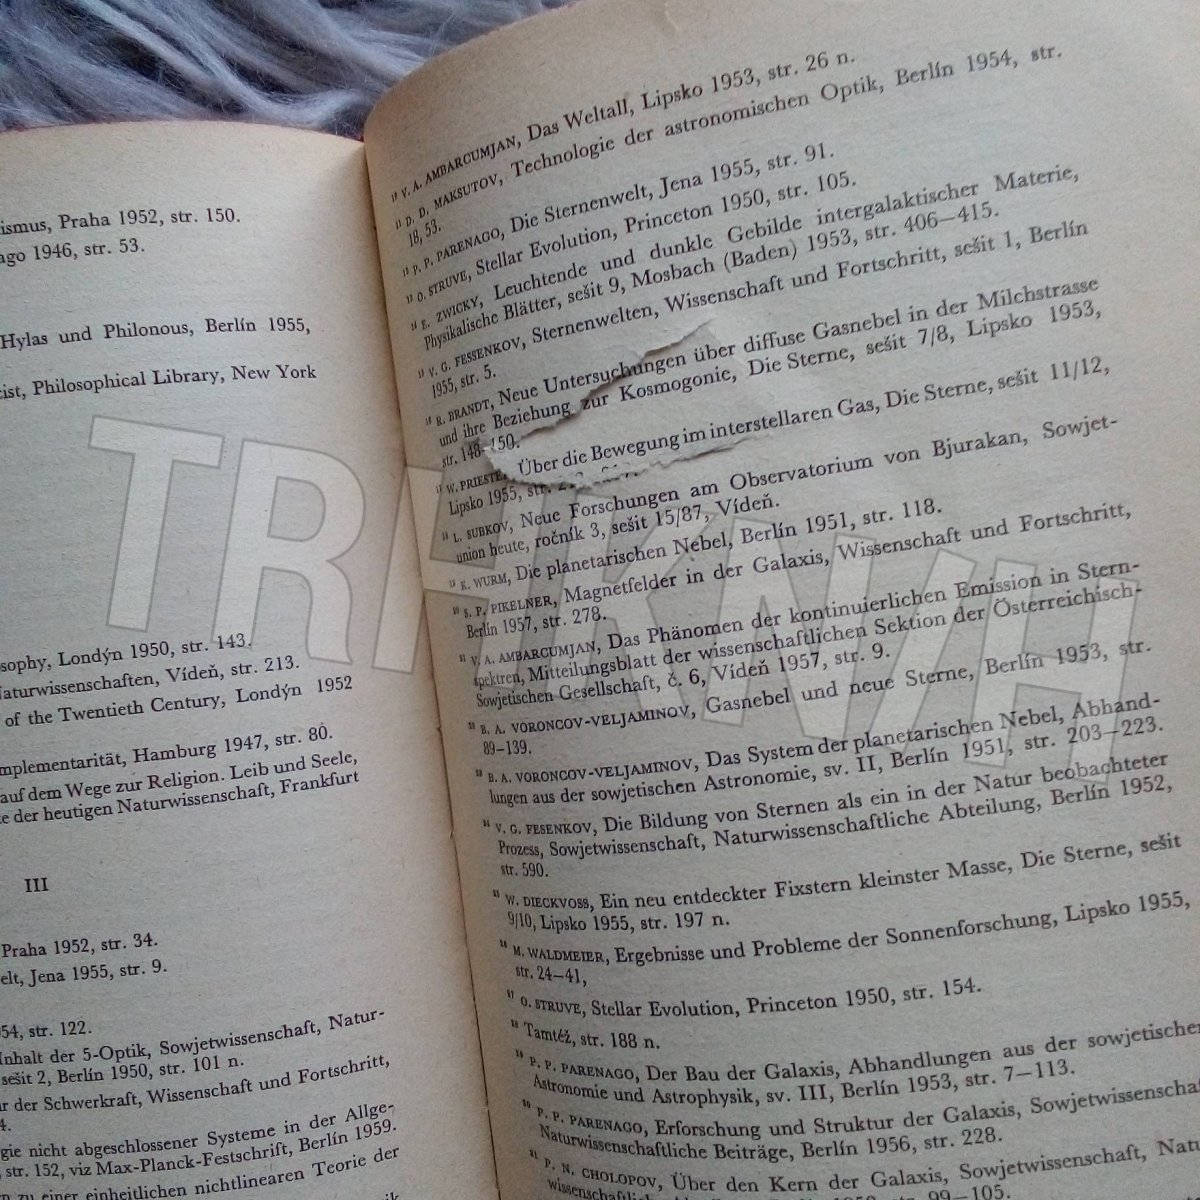 ismus, Praha 1952, str. 150.
ago 1946, str. 53.
Hylas und Philonous, Berlín 1955,
ist, Philosophical Library, New York
sophy, Londýn 1950, str. 143.
Naturwissenschaften, Vídeň, str. 213.
of the Twentieth Century, Londýn 1952
mplementarität, Hamburg 1947, str. 80.
auf dem Wege zur Religion. Leib und Seele,
e der heutigen Naturwissenschaft, Frankfurt
III
Praha 1952, str. 34.
elt, Jena 1955, str. 9.
54, str. 122.
Inhalt der 5-Optik, Sowjetwissenschaft, Natur-
sešit 2, Berlín 1950, str. 101 n.
r der Schwerkraft, Wissenschaft und Fortschritt,
4.
gie nicht abgeschlossener Systeme in der Allge-
str. 152, viz Max-Planck-Festschrift, Berlín 1959.
n zu einer einheitlichen nichtlinearen Theorie der
V. A. AMBARCUMJAN, Das Weltall, Lipsko 1953, str. 26 n.
D. D. MAKSUTOV, Technologie der astronomischen Optik, Berlín 1954, str.
18, 53.
P. P. PARENAGO, Die Sternenwelt, Jena 1955, str. 91.
O. STRUVE, Stellar Evolution, Princeton 1950, str. 105.
E. ZWICKY, Leuchtende und dunkle Gebilde intergalaktischer Materie,
Physikalische Blätter, sešit 9, Mosbach (Baden) 1953, str. 406—415.
V. G. FESSENKOV, Sternenwelten, Wissenschaft und Fortschritt, sešit 1, Berlín
1955, str. 5.
R. BRANDT, Neue Untersuchungen über diffuse Gasnebel in der Milchstrasse
und ihre Beziehung zur Kosmogonie, Die Sterne, sešit 7/8, Lipsko 1953,
str. 148-150.
W. PRIESTER, Über die Bewegung im interstellaren Gas, Die Sterne, sešit 11/12,
Lipsko 1955, str.
L. SUBKOV, Neue Forschungen am Observatorium von Bjurakan, Sowjet-
union heute, ročník 3, sešit 15/87, Vídeň.
K. WURM, Die planetarischen Nebel, Berlín 1951, str. 118.
S. P. PIKELNER, Magnetfelder in der Galaxis, Wissenschaft und Fortschritt,
Berlín 1957, str. 278.
V. A. AMBARCUMJAN, Das Phänomen der kontinuierlichen Emission in Stern-
spektren, Mitteilungsblatt der wissenschaftlichen Sektion der Österreichisch-
Sowjetischen Gesellschaft, č. 6, Vídeň 1957, str. 9.
B. A. VORONCOV-VELJAMINOV, Gasnebel und neue Sterne, Berlín 1953, str.
89-139.
B. A. VORONCOV-VELJAMINOV, Das System der planetarischen Nebel, Abhand-
lungen aus der sowjetischen Astronomie, sv. II, Berlín 1951, str. 203—223.
V. G. FESENKOV, Die Bildung von Sternen als ein in der Natur beobachteter
Prozess, Sowjetwissenschaft, Naturwissenschaftliche Abteilung, Berlín 1952,
str. 590.
W. DIECKVOSS, Ein neu entdeckter Fixstern kleinster Masse, Die Sterne, sešit
9/10, Lipsko 1955, str. 197 n.
M. WALDMEIER, Ergebnisse und Probleme der Sonnenforschung, Lipsko 1955,
str. 24—41,
O. STRUVE, Stellar Evolution, Princeton 1950, str. 154.
Tamtéž, str. 188 n.
P. P. PARENAGO, Der Bau der Galaxis, Abhandlungen aus der sowjetischen
Astronomie und Astrophysik, sv. III, Berlín 1953, str. 7—113.
P. P. PARENAGO, Erforschung und Struktur der Galaxis, Sowjetwissenschaf
Naturwissenschaftliche Beiträge, Berlín 1956, str. 228.
P. N. CHOLOPOV, Über den Kern der Galaxis, Sowjetwissenschaft, Natu
str. 99—105.